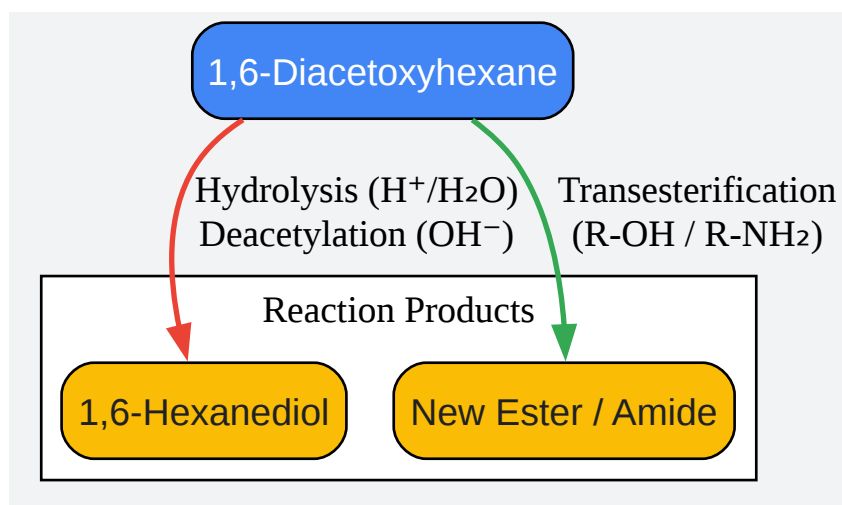 1,6-Diacetoxyhexane
Hydrolysis (H⁺/H₂O)
Deacetylation (OH⁻)
Transesterification
(R-OH / R-NH₂)
Reaction Products
1,6-Hexanediol
New Ester / Amide